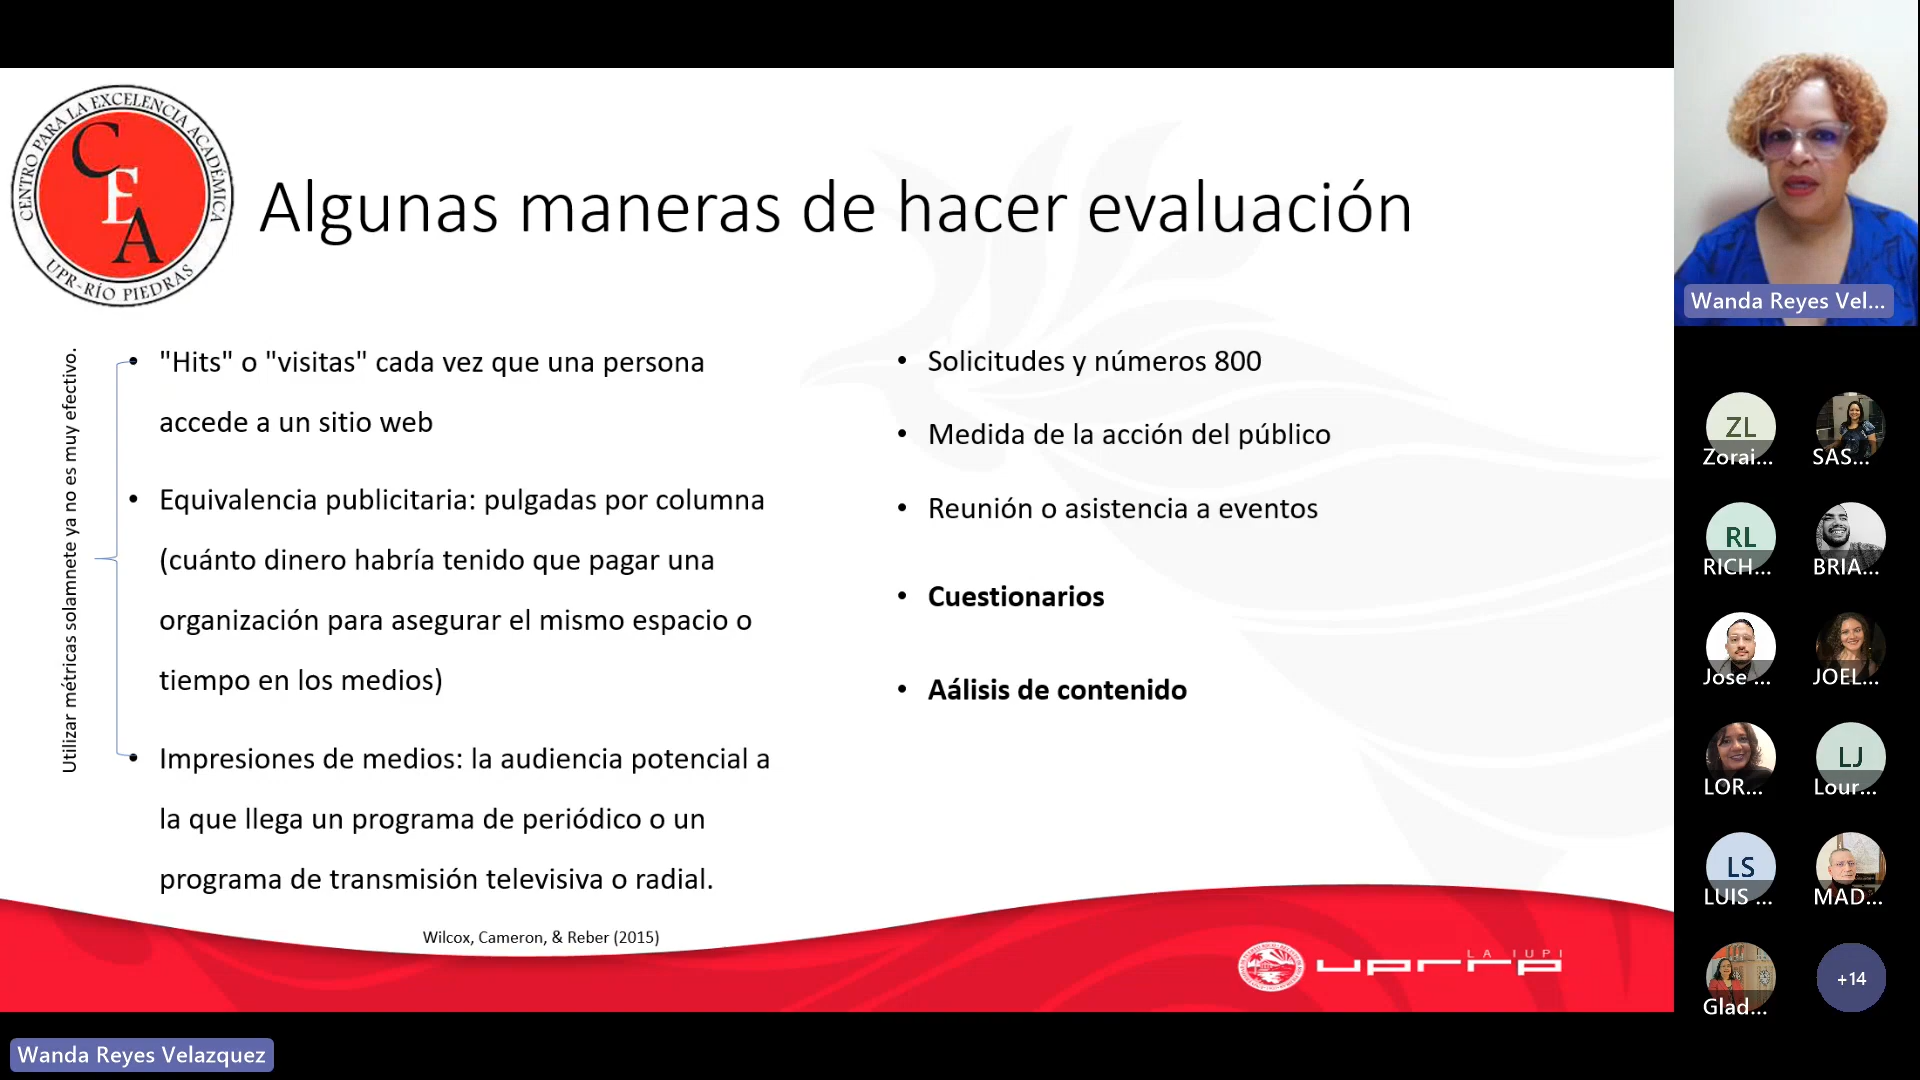 CENTRO PARA LA EXCELENCIA ACADÉMICA
CEA
UPR-RÍO PIEDRAS
Algunas maneras de hacer evaluación
Utilizar métricas solamnete ya no es muy efectivo.
• "Hits" o "visitas" cada vez que una persona
accede a un sitio web
• Equivalencia publicitaria: pulgadas por columna
(cuánto dinero habría tenido que pagar una
organización para asegurar el mismo espacio o
tiempo en los medios)
• Impresiones de medios: la audiencia potencial a
la que llega un programa de periódico o un
programa de transmisión televisiva o radial.
• Solicitudes y números 800
• Medida de la acción del público
• Reunión o asistencia a eventos
• Cuestionarios
• Aálisis de contenido
Wilcox, Cameron, & Reber (2015)
LA IUPI
uprrp
Wanda Reyes Vel...
ZL
Zorai...
SAS...
RL
RICH...
BRIA...
Jose ...
JOEL...
LOR...
LJ
Lour...
LS
LUIS ...
MAD...
Glad...
+14
Wanda Reyes Velazquez